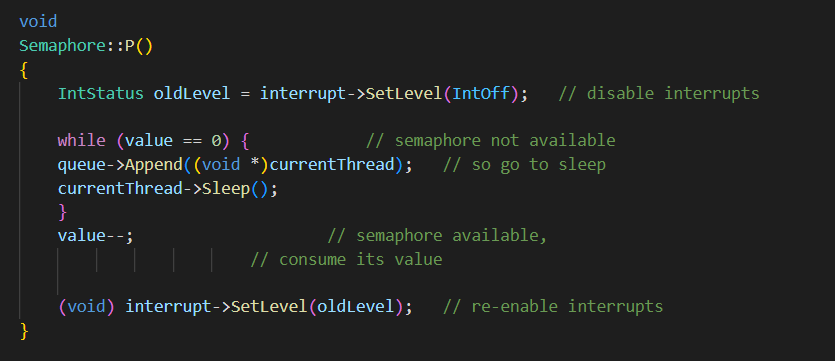 void
Semaphore::P()
{
    IntStatus oldLevel = interrupt->SetLevel(IntOff);   // disable interrupts
    while (value == 0) {            // semaphore not available
    queue->Append((void *)currentThread);   // so go to sleep
    currentThread->Sleep();
    }
    value--;                    // semaphore available,
                        // consume its value
    (void) interrupt->SetLevel(oldLevel);   // re-enable interrupts
}